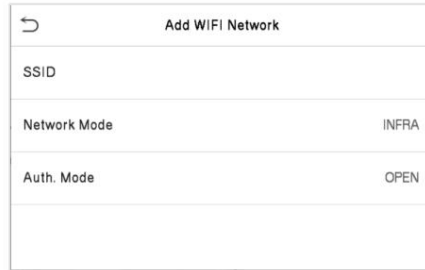 Add WIFI Network
SSID
Network Mode INFRA
Auth. Mode OPEN